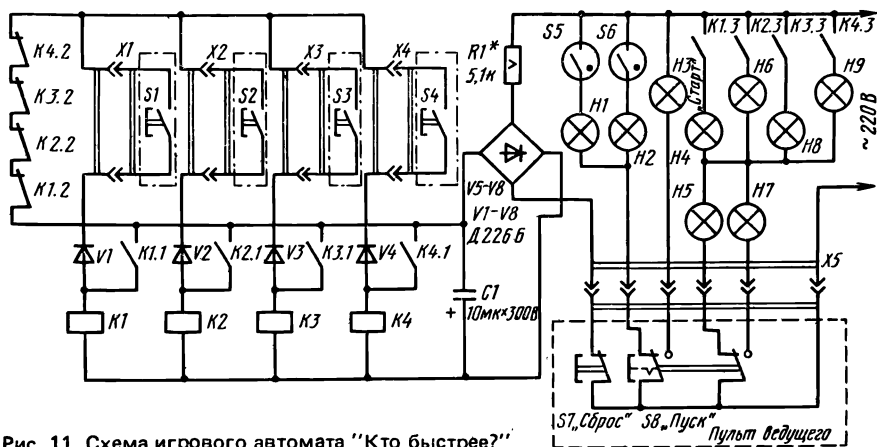 K4.2
K3.2
K2.2
K1.2
X1
X2
X3
X4
S1
S2
S3
S4
R1*
5,1к
S5
S6
K1.3
K2.3
K3.3
K4.3
H3
„Старт"
H6
H9
H1
H2
H4
H8
~ 220 В
H5
H7
V5-V8
V1-V8
Д226Б
V1
K1.1
V2
K2.1
V3
K3.1
V4
K4.1
C1
+ 10мк×300В
X5
K1
K2
K3
K4
S7„Сброс"
S8„Пуск"
Пульт ведущего
Рис. 11. Схема игрового автомата "Кто быстрее?"